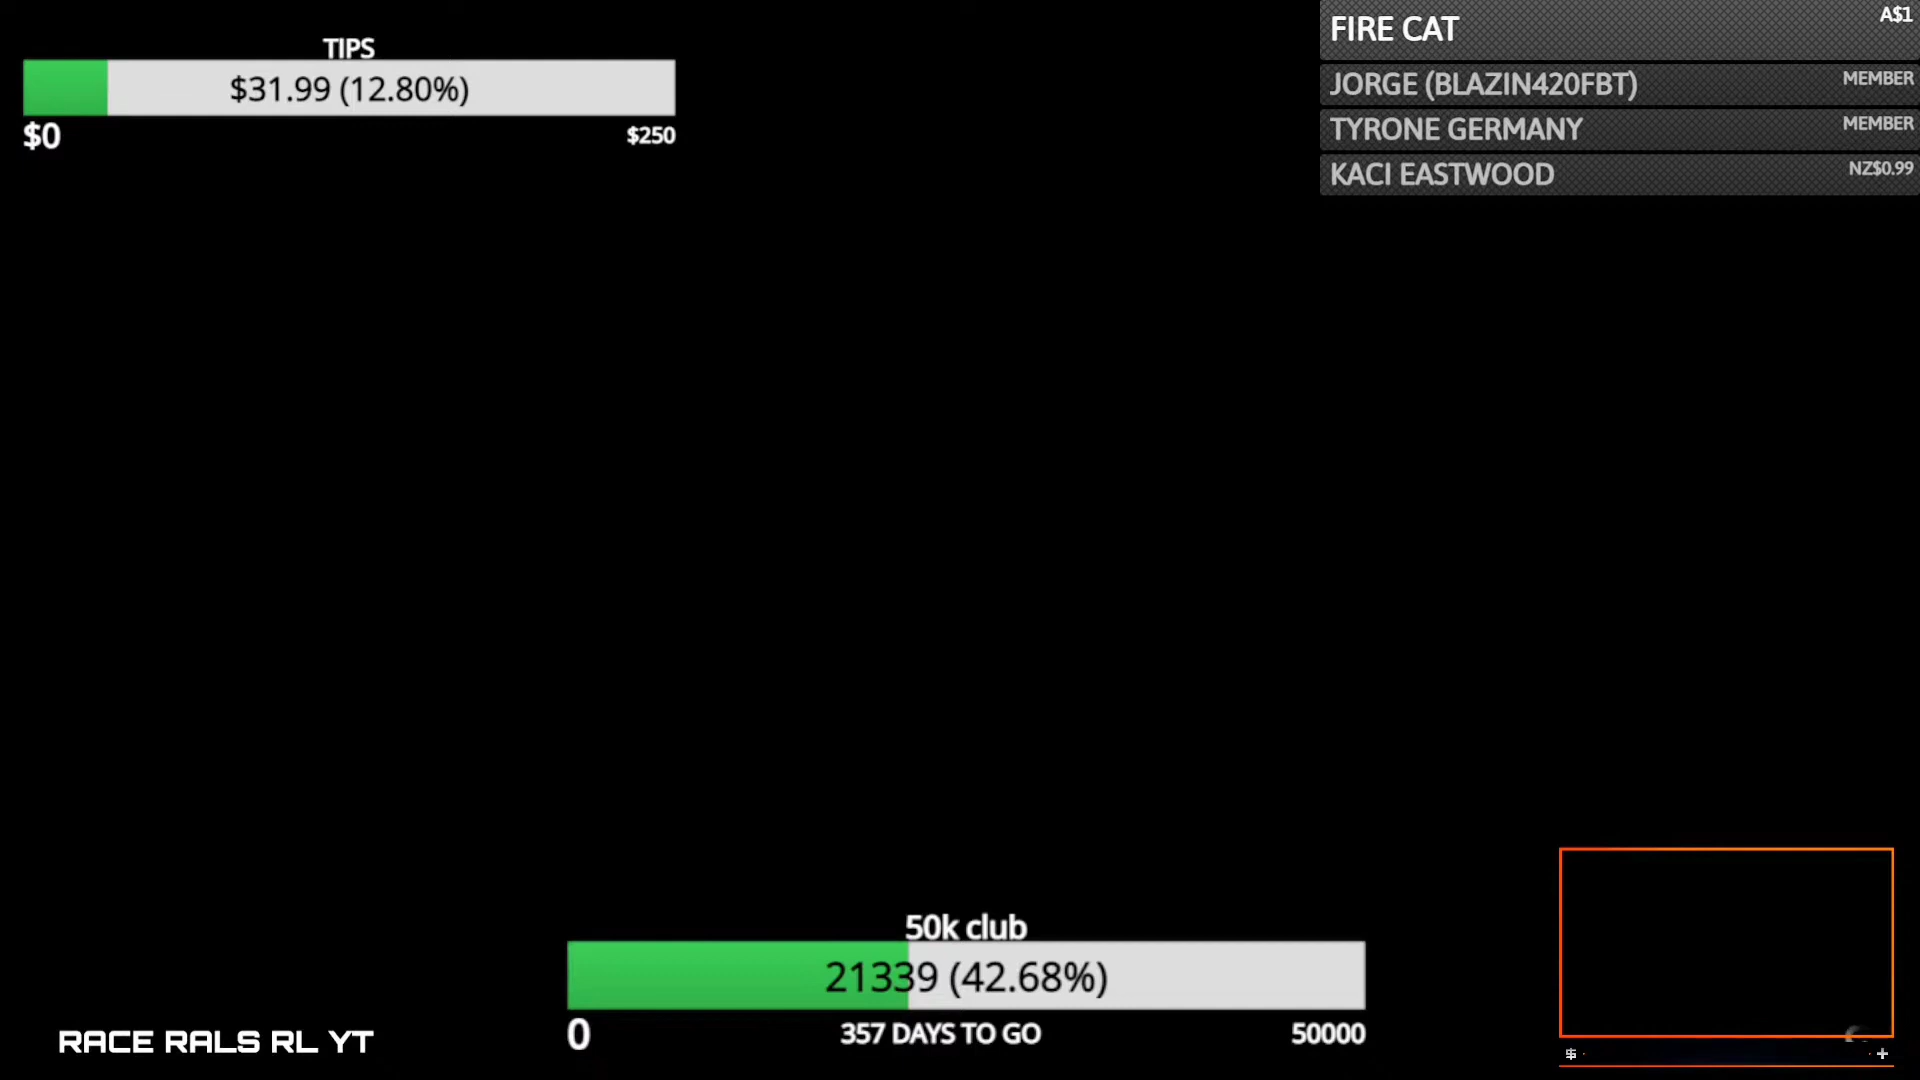 TIPS
$31.99 (12.80%)
$0
$250
FIRE CAT
A$1
JORGE (BLAZIN420FBT)
MEMBER
TYRONE GERMANY
MEMBER
KACI EASTWOOD
NZ$0.99
50k club
21339 (42.68%)
0
357 DAYS TO GO
50000
RACE RALS RL YT
$
+